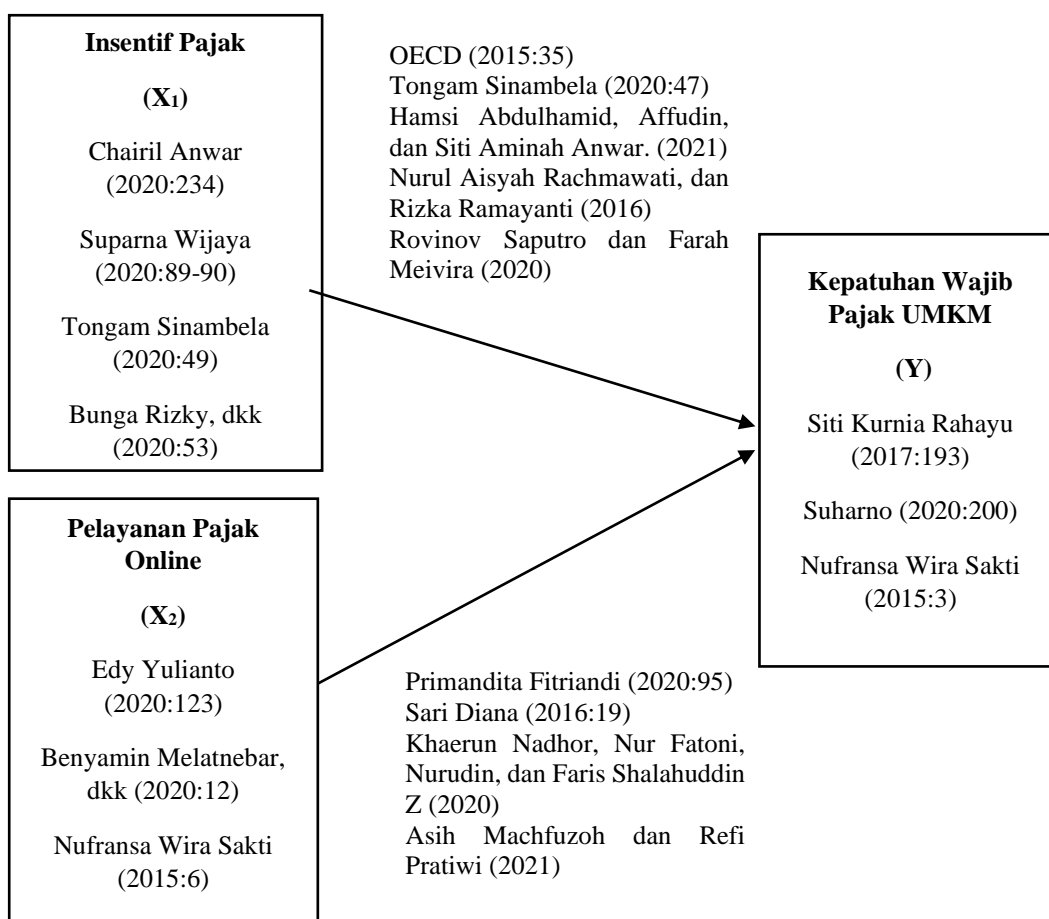 Insentif Pajak
(X1)
Chairil Anwar
(2020:234)
Suparna Wijaya
(2020:89-90)
Tongam Sinambela
(2020:49)
Bunga Rizky, dkk
(2020:53)
OECD (2015:35)
Tongam Sinambela (2020:47)
Hamsi Abdulhamid, Affudin,
dan Siti Aminah Anwar. (2021)
Nurul Aisyah Rachmawati, dan
Rizka Ramayanti (2016)
Rovinov Saputro dan Farah
Meivira (2020)
Kepatuhan Wajib
Pajak UMKM
(Y)
Siti Kurnia Rahayu
(2017:193)
Suharno (2020:200)
Nufransa Wira Sakti
(2015:3)
Pelayanan Pajak
Online
(X2)
Edy Yulianto
(2020:123)
Benyamin Melatnebar,
dkk (2020:12)
Nufransa Wira Sakti
(2015:6)
Primandita Fitriandi (2020:95)
Sari Diana (2016:19)
Khaerun Nadhor, Nur Fatoni,
Nurudin, dan Faris Shalahuddin
Z (2020)
Asih Machfuzoh dan Refi
Pratiwi (2021)